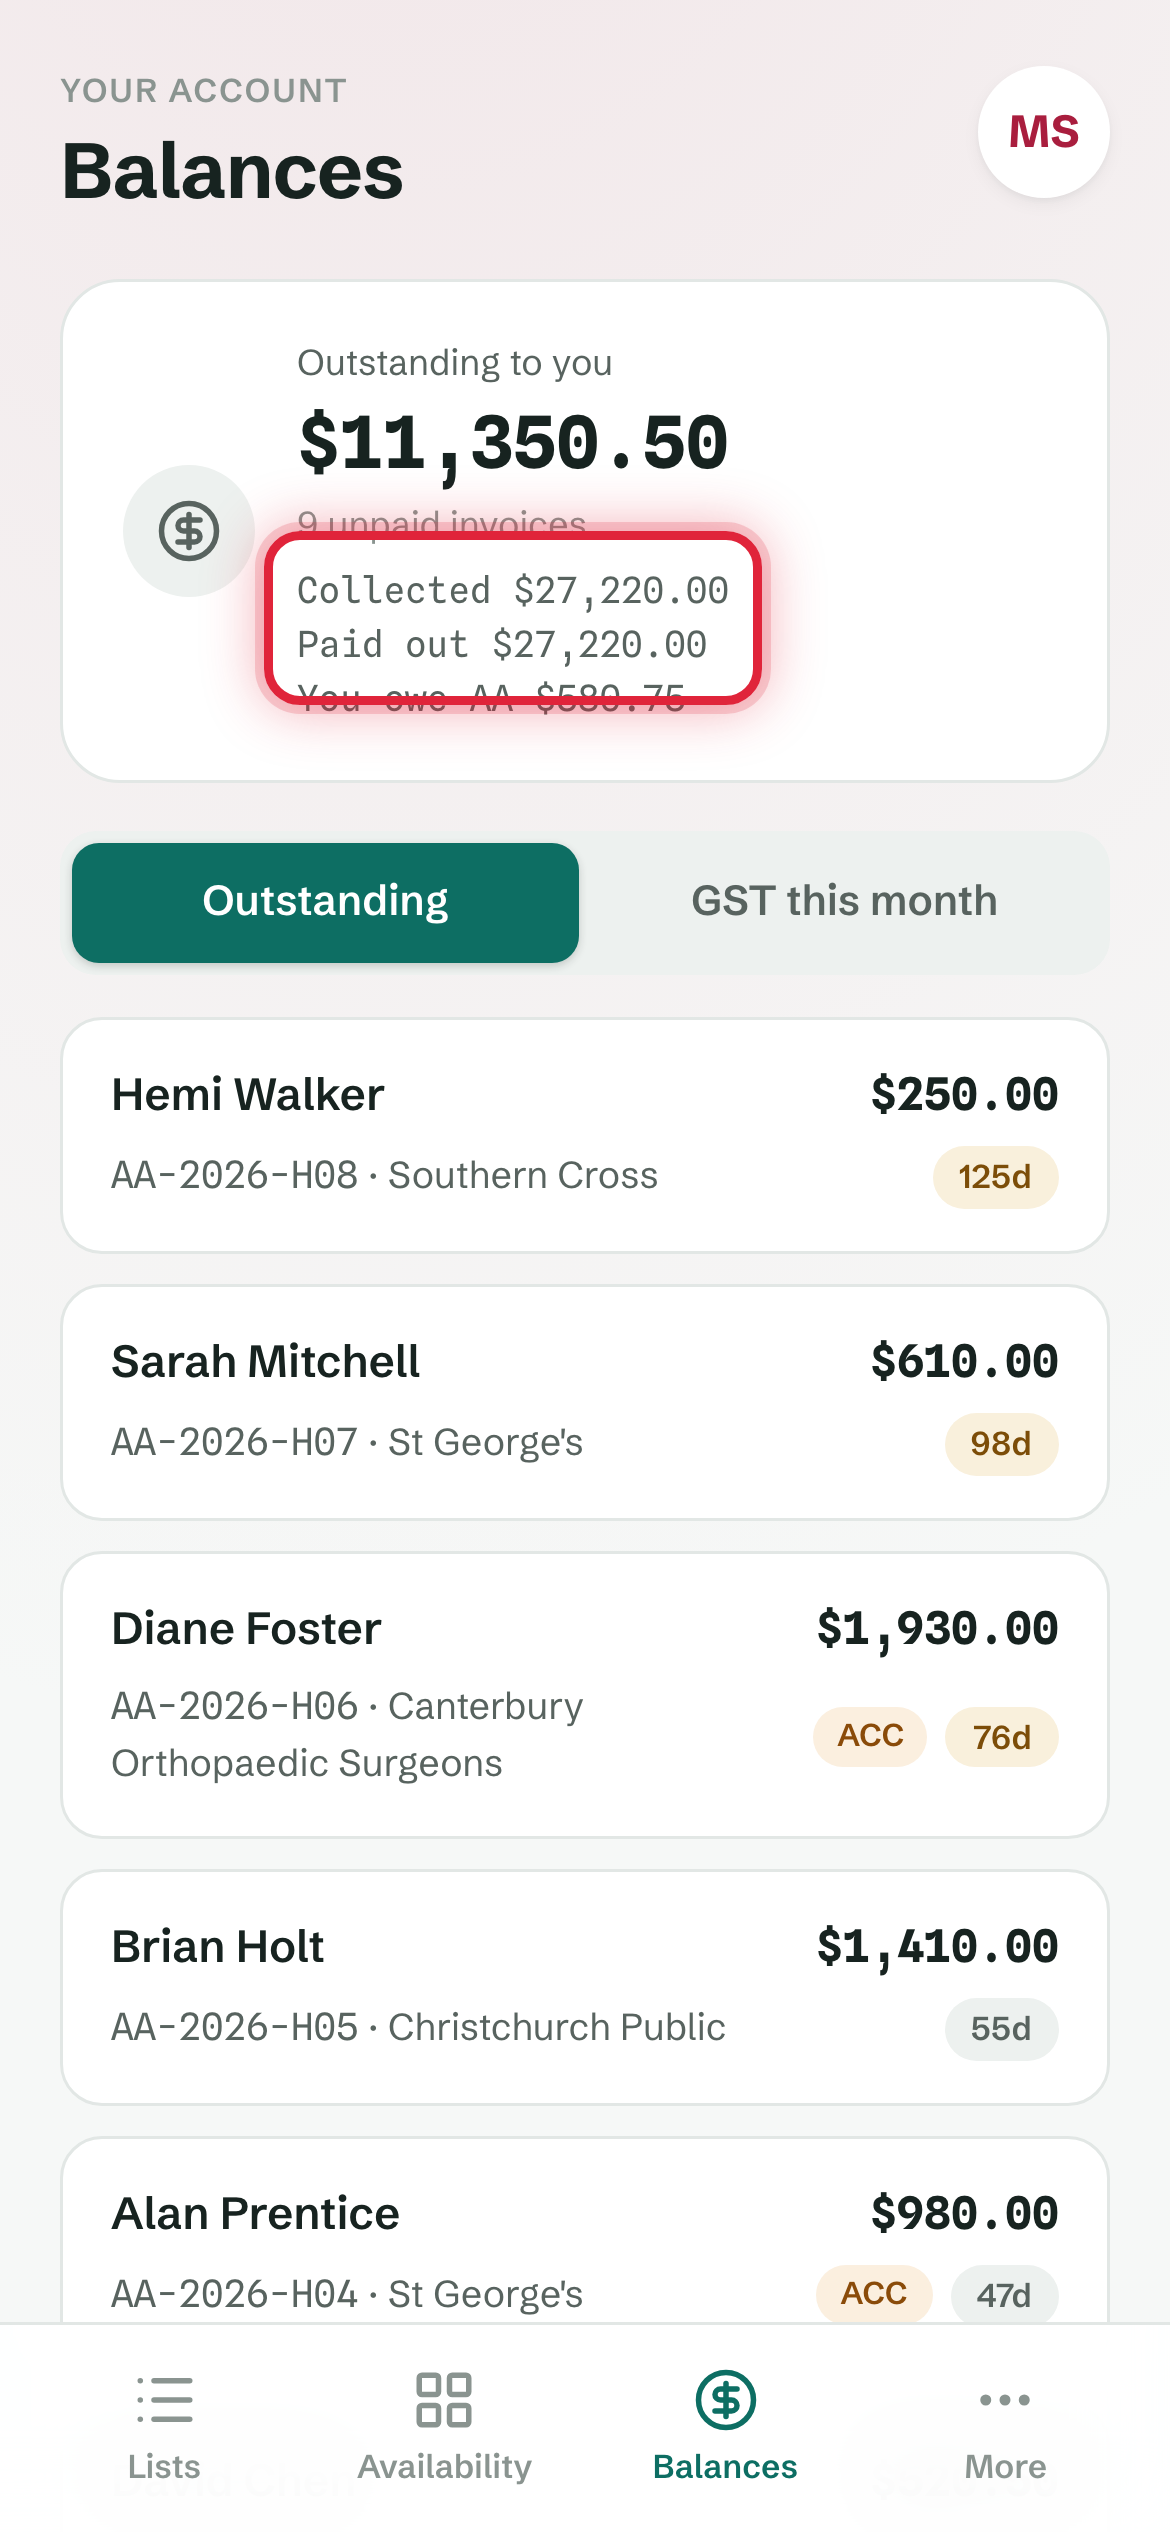 YOUR ACCOUNT
Balances
MS
Outstanding to you
$11,350.50
9 unpaid invoices
Collected $27,220.00
Paid out $27,220.00
You owe AA $580.75
Outstanding
GST this month
Hemi Walker
$250.00
AA-2026-H08 · Southern Cross
125d
Sarah Mitchell
$610.00
AA-2026-H07 · St George's
98d
Diane Foster
$1,930.00
AA-2026-H06 · Canterbury
Orthopaedic Surgeons
ACC
76d
Brian Holt
$1,410.00
AA-2026-H05 · Christchurch Public
55d
Alan Prentice
$980.00
AA-2026-H04 · St George's
ACC
47d
Lists
Availability
Balances
More